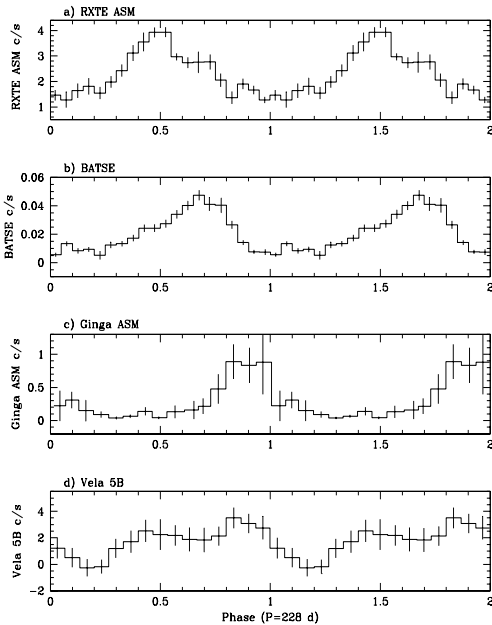 a) RXTE ASM
RXTE ASM c/s
4
3
2
1
0 0.5 1 1.5 2
b) BATSE
BATSE c/s
0.06
0.04
0.02
0
0 0.5 1 1.5 2
c) Ginga ASM
Ginga ASM c/s
1
0.5
0
0 0.5 1 1.5 2
d) Vela 5B
Vela 5B c/s
4
2
0
-2
0 0.5 1 1.5 2
Phase (P=228 d)